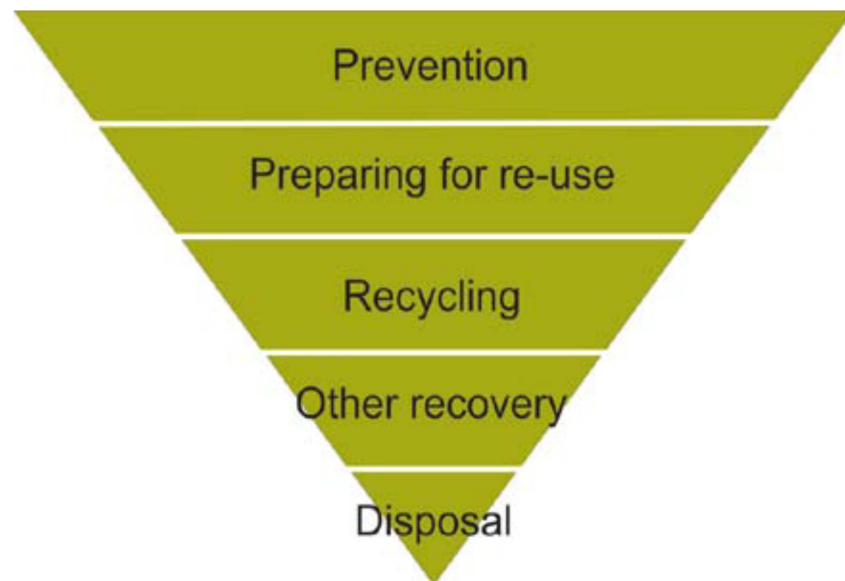 Prevention
Preparing for re-use
Recycling
Other recovery
Disposal